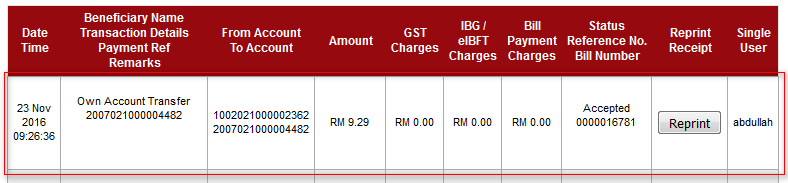 Date
Time
Beneficiary Name
Transaction Details
Payment Ref
Remarks
From Account
To Account
Amount
GST
Charges
IBG /
eIBFT
Charges
Bill
Payment
Charges
Status
Reference No.
Bill Number
Reprint
Receipt
Single
User
23 Nov
2016
09:26:36
Own Account Transfer
2007021000004482
1002021000002362
2007021000004482
RM 9.29
RM 0.00
RM 0.00
RM 0.00
Accepted
0000016781
Reprint
abdullah